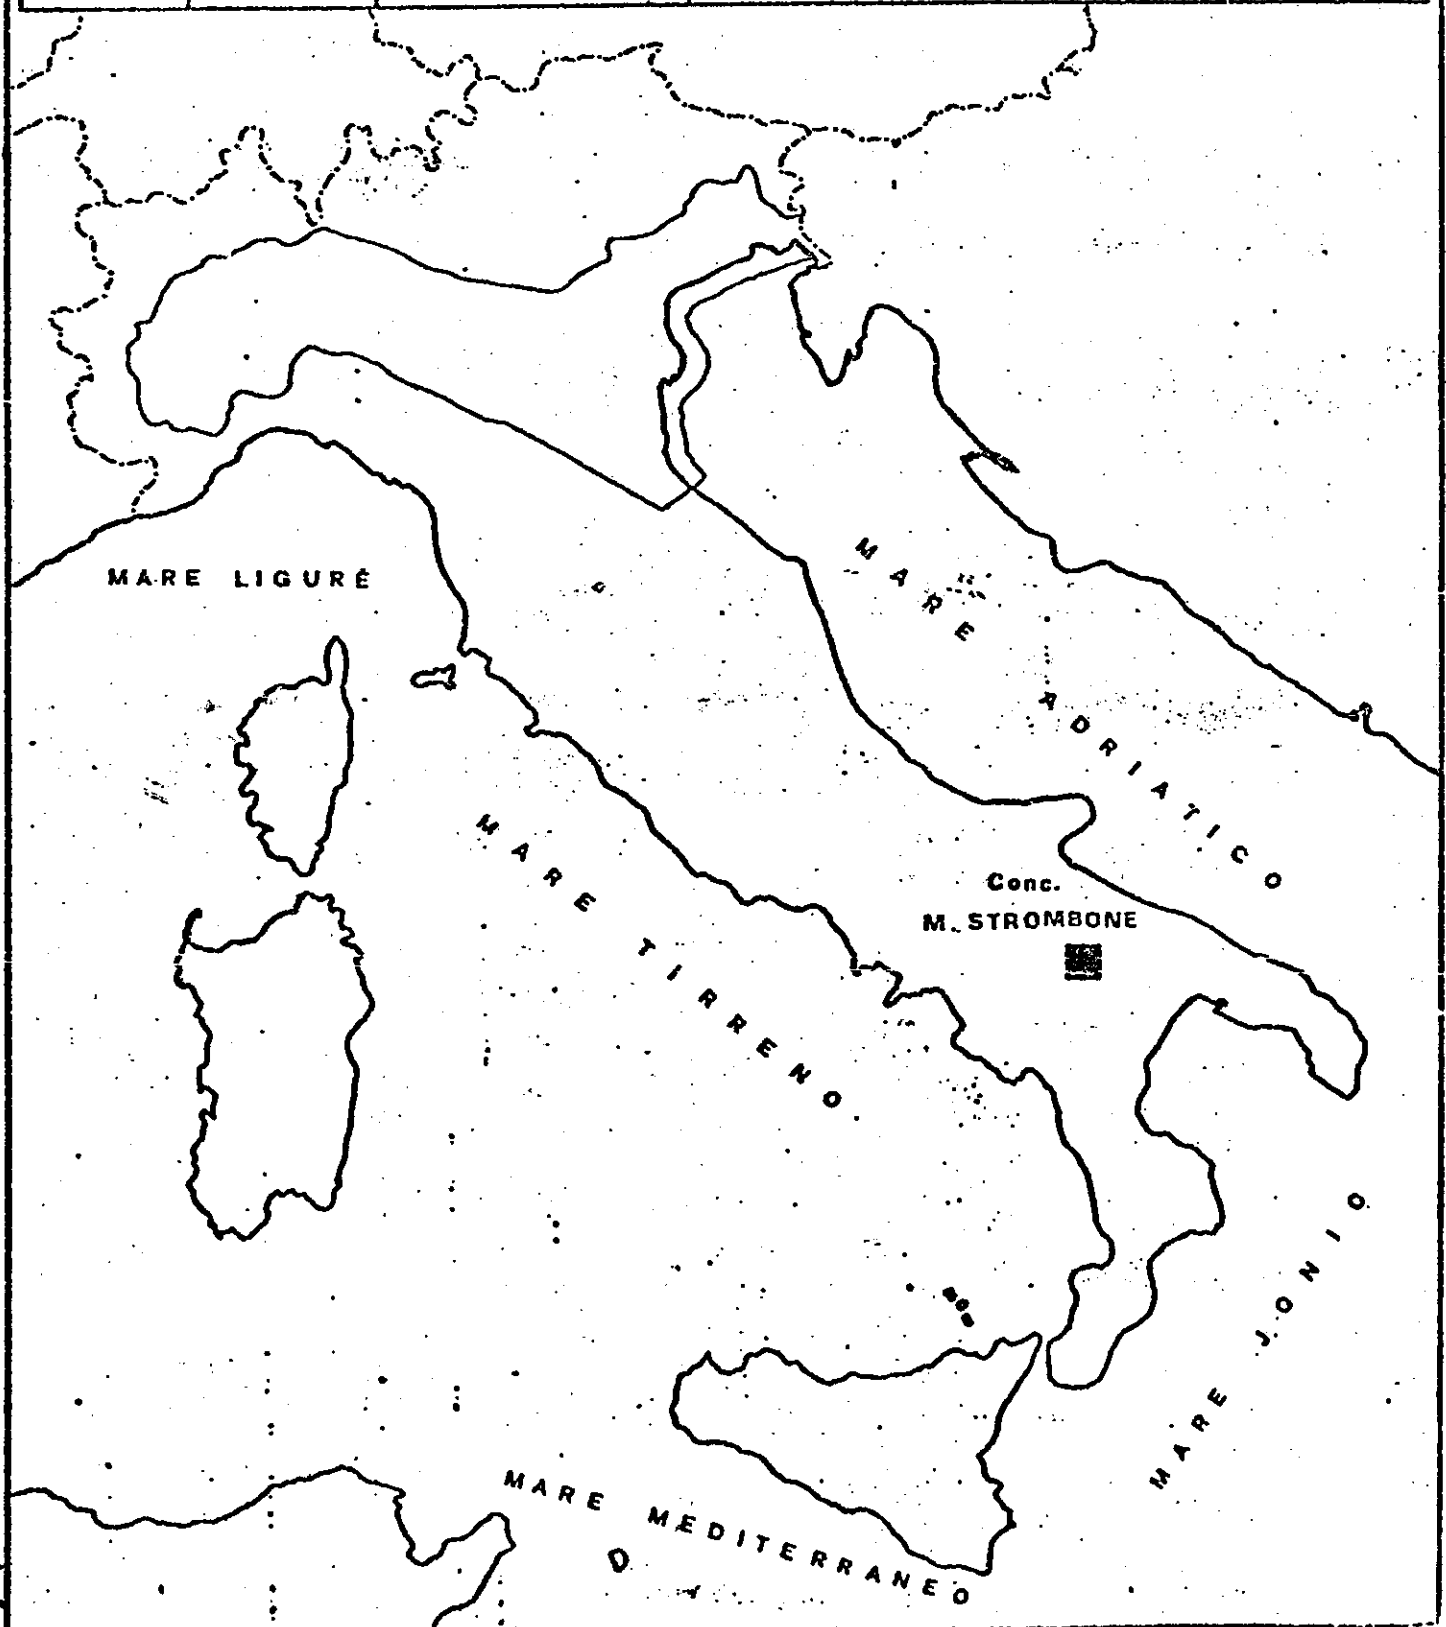 MARE LIGURE
MARE ADRIATICO
MARE TIRRENO
Conc.
M. STROMBONE
MARE JONIO
MARE MEDITERRANEO
D